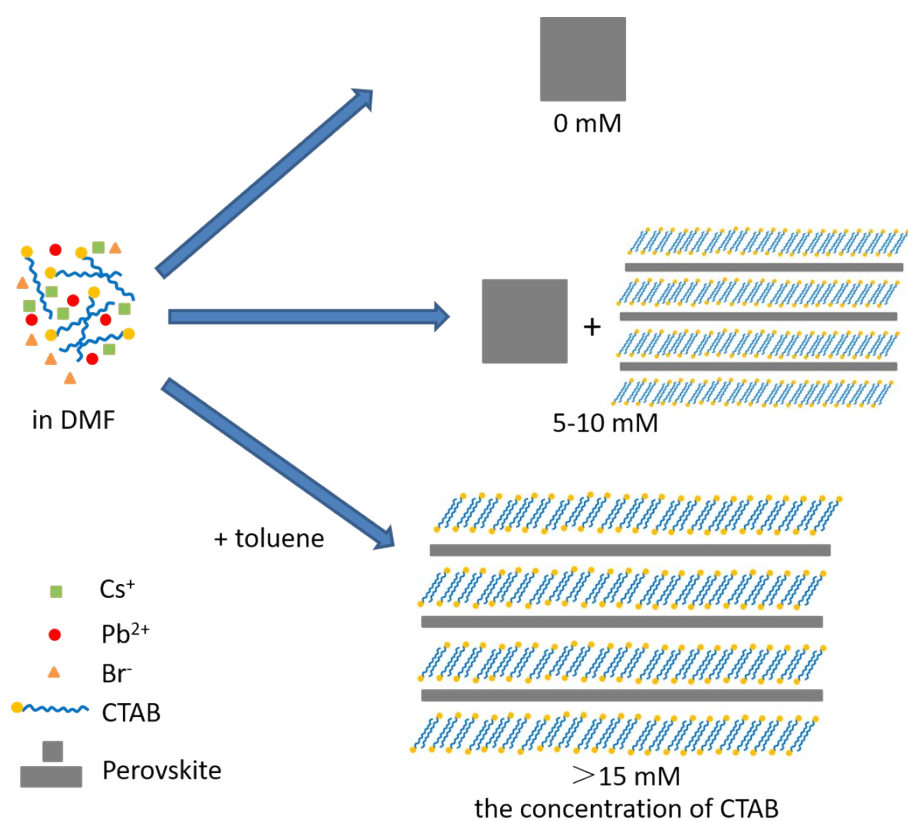 0 mM
+
5-10 mM
in DMF
+ toluene
Cs⁺
Pb²⁺
Br⁻
CTAB
Perovskite
＞15 mM
the concentration of CTAB